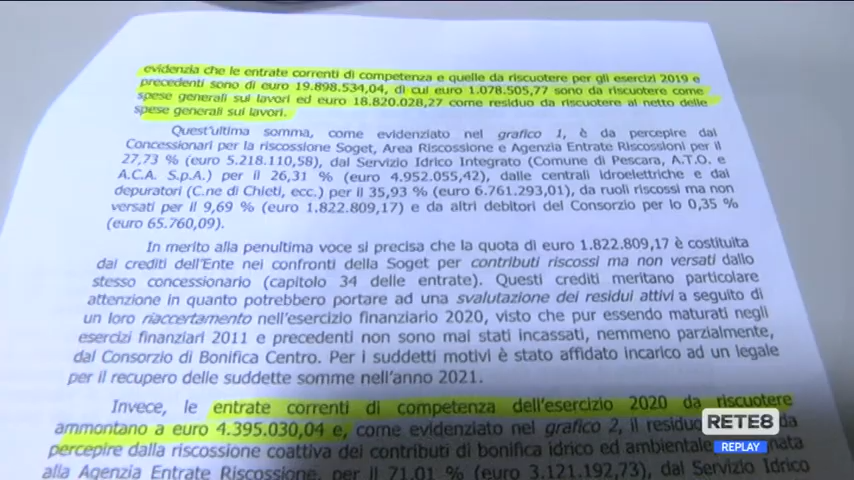 evidenzia che le entrate correnti di competenza e quelle da riscuotere per gli esercizi 2019 e
precedenti sono di euro 19.898.534,04, di cui euro 1.078.505,77 sono da riscuotere come
spese generali sui lavori ed euro 18.820.028,27 come residuo da riscuotere al netto delle
spese generali sui lavori.
Quest'ultima somma, come evidenziato nel grafico 1, è da percepire dai
Concessionari per la riscossione Soget, Area Riscossione e Agenzia Entrate Riscossioni per il
27,73 % (euro 5.218.110,58), dal Servizio Idrico Integrato (Comune di Pescara, A.T.O. e
A.C.A. S.p.A.) per il 26,31 % (euro 4.952.055,42), dalle centrali idroelettriche e dai
depuratori (C.ne di Chieti, ecc.) per il 35,93 % (euro 6.761.293,01), da ruoli riscossi ma non
versati per il 9,69 % (euro 1.822.809,17) e da altri debitori del Consorzio per lo 0,35 %
(euro 65.760,09).
In merito alla penultima voce si precisa che la quota di euro 1.822.809,17 è costituita
dai crediti dell'Ente nei confronti della Soget per contributi riscossi ma non versati dallo
stesso concessionario (capitolo 34 delle entrate). Questi crediti meritano particolare
attenzione in quanto potrebbero portare ad una svalutazione dei residui attivi a seguito di
un loro riaccertamento nell'esercizio finanziario 2020, visto che pur essendo maturati negli
esercizi finanziari 2011 e precedenti non sono mai stati incassati, nemmeno parzialmente,
dal Consorzio di Bonifica Centro. Per i suddetti motivi è stato affidato incarico ad un legale
per il recupero delle suddette somme nell'anno 2021.
Invece, le entrate correnti di competenza dell'esercizio 2020 da riscuotere
ammontano a euro 4.395.030,04 e, come evidenziato nel grafico 2, il residuo da
percepire dalla riscossione coattiva dei contributi di bonifica idrico ed ambientale
alla Agenzia Entrate Riscossione, per il 71,01 % (euro 3.121.192,73), dal Servizio Idrico
RETE8
REPLAY